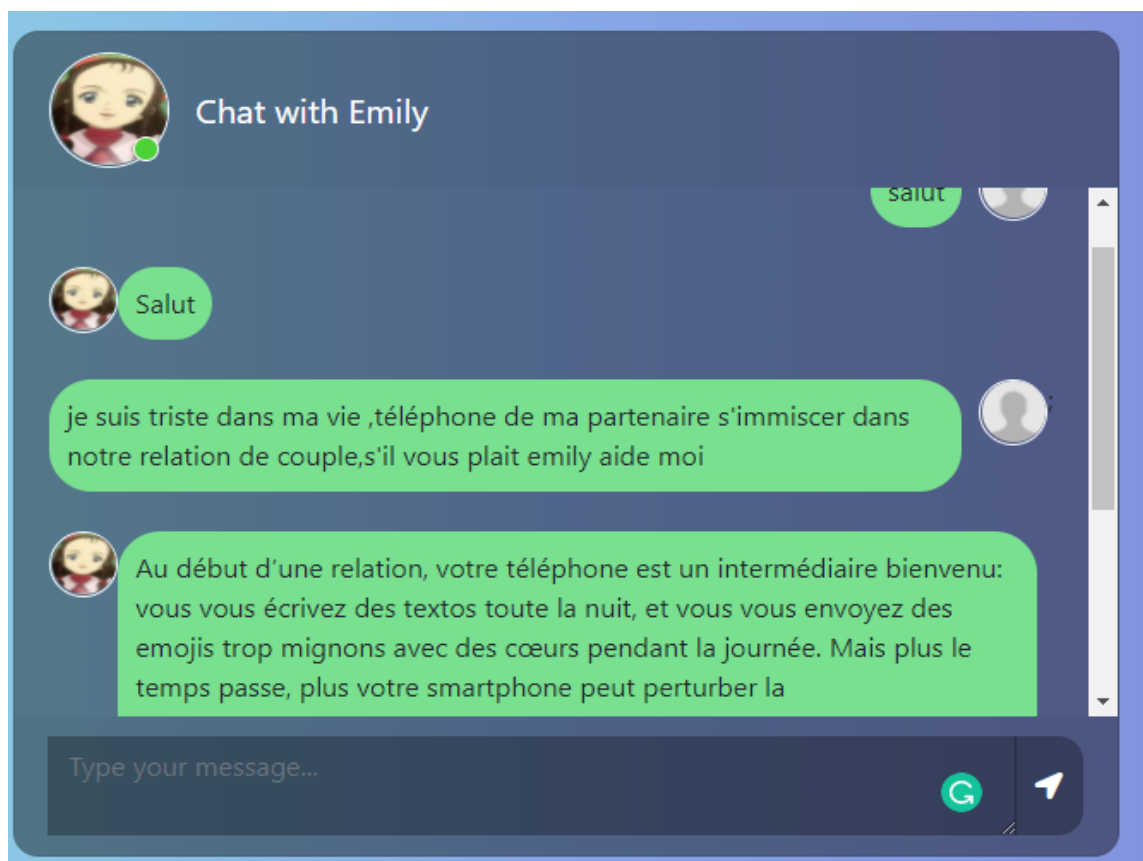 Chat with Emily
salut
Salut
je suis triste dans ma vie ,téléphone de ma partenaire s'immiscer dans
notre relation de couple,s'il vous plait emily aide moi
;
Au début d’une relation, votre téléphone est un intermédiaire bienvenu:
vous vous écrivez des textos toute la nuit, et vous vous envoyez des
emojis trop mignons avec des cœurs pendant la journée. Mais plus le
temps passe, plus votre smartphone peut perturber la
Type your message...